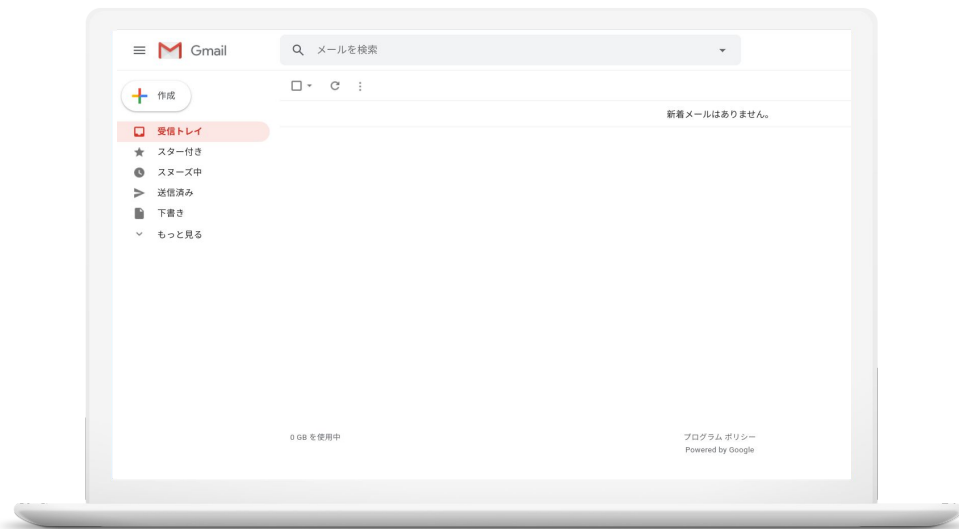 Gmail
メールを検索
作成
新着メールはありません。
受信トレイ
スター付き
スヌーズ中
送信済み
下書き
もっと見る
0 GB を使用中
プログラム ポリシー
Powered by Google